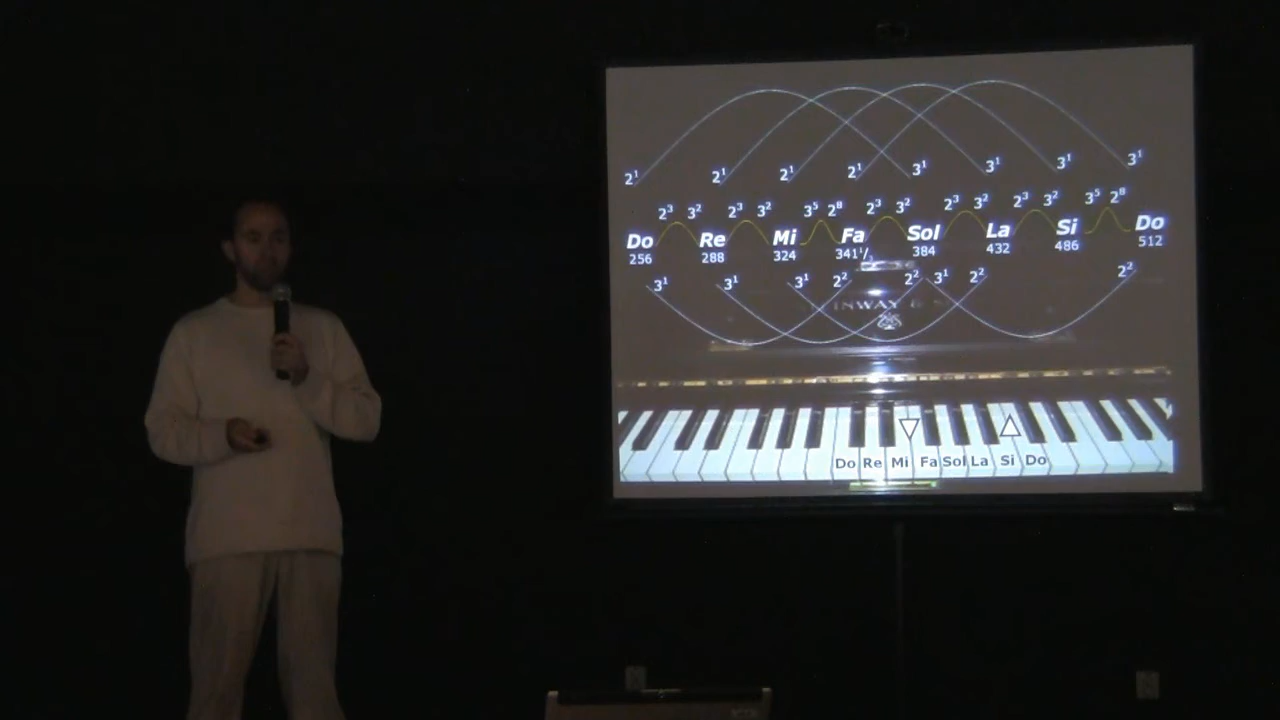 2¹ 2¹ 2¹ 2¹ 3¹ 3¹ 3¹ 3¹
2³ 3² 2³ 3² 3⁵ 2⁸ 2³ 3² 2³ 3² 2³ 3² 3⁵ 2⁸
Do Re Mi Fa Sol La Si Do
256 288 324 341¹/₃ 384 432 486 512
3¹ 3¹ 3¹ 2² 2² 3¹ 2² 2²
INWAY & S
Do Re Mi Fa Sol La Si Do